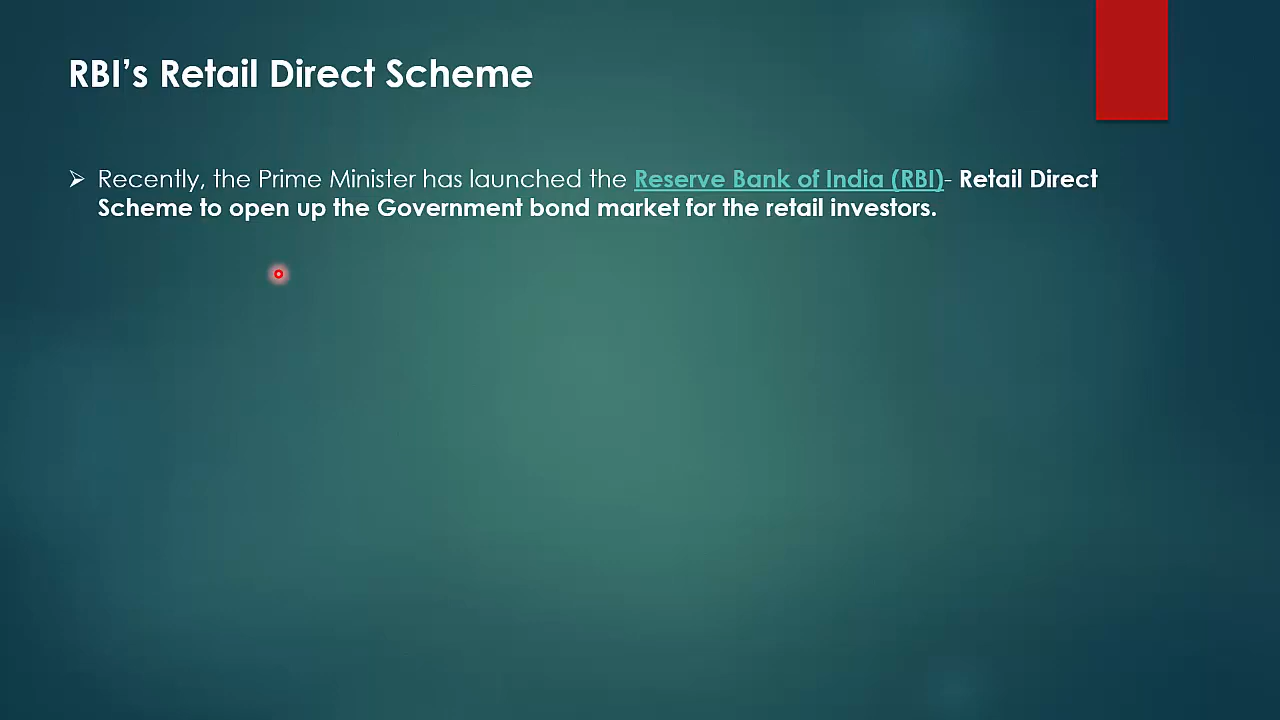 RBI’s Retail Direct Scheme
Recently, the Prime Minister has launched the Reserve Bank of India (RBI)- Retail Direct
Scheme to open up the Government bond market for the retail investors.